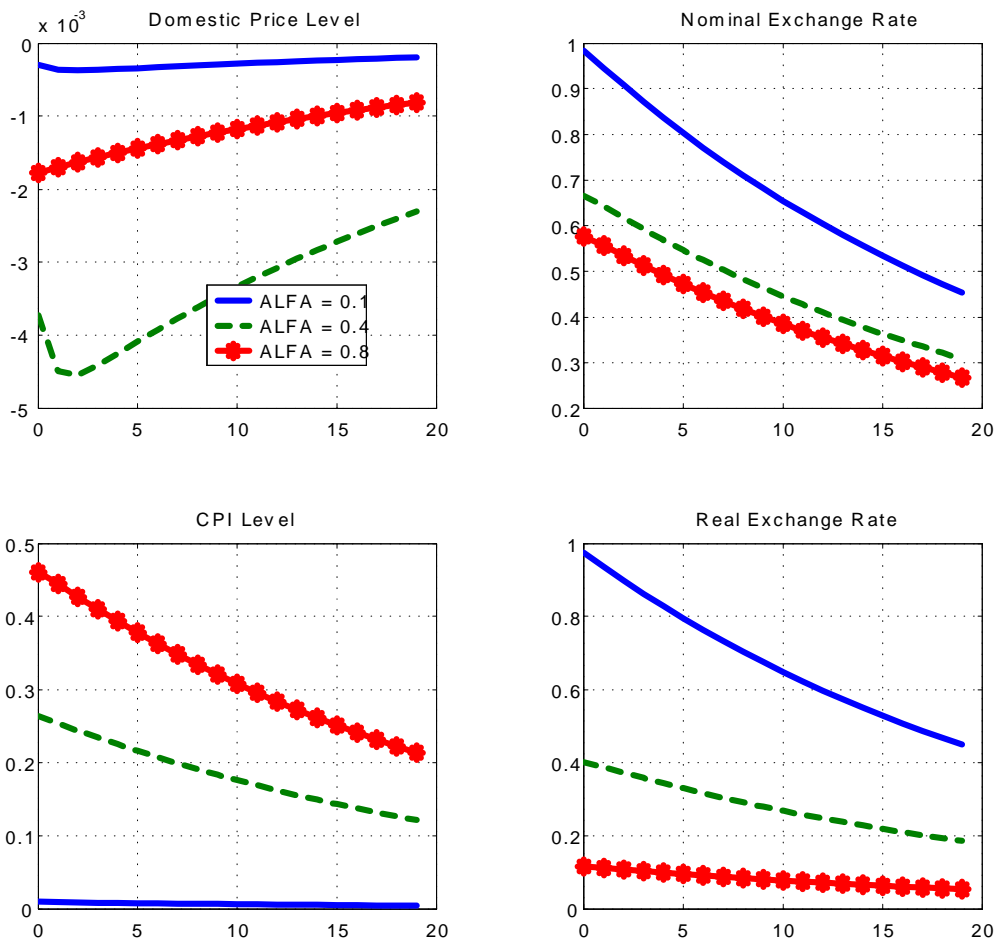 Domestic Price Level
x 10^-3
0
-1
-2
-3
-4
-5
0 5 10 15 20
ALFA = 0.1
ALFA = 0.4
ALFA = 0.8
Nominal Exchange Rate
1
0.9
0.8
0.7
0.6
0.5
0.4
0.3
0.2
0 5 10 15 20
CPI Level
0.5
0.4
0.3
0.2
0.1
0
0 5 10 15 20
Real Exchange Rate
1
0.8
0.6
0.4
0.2
0
0 5 10 15 20